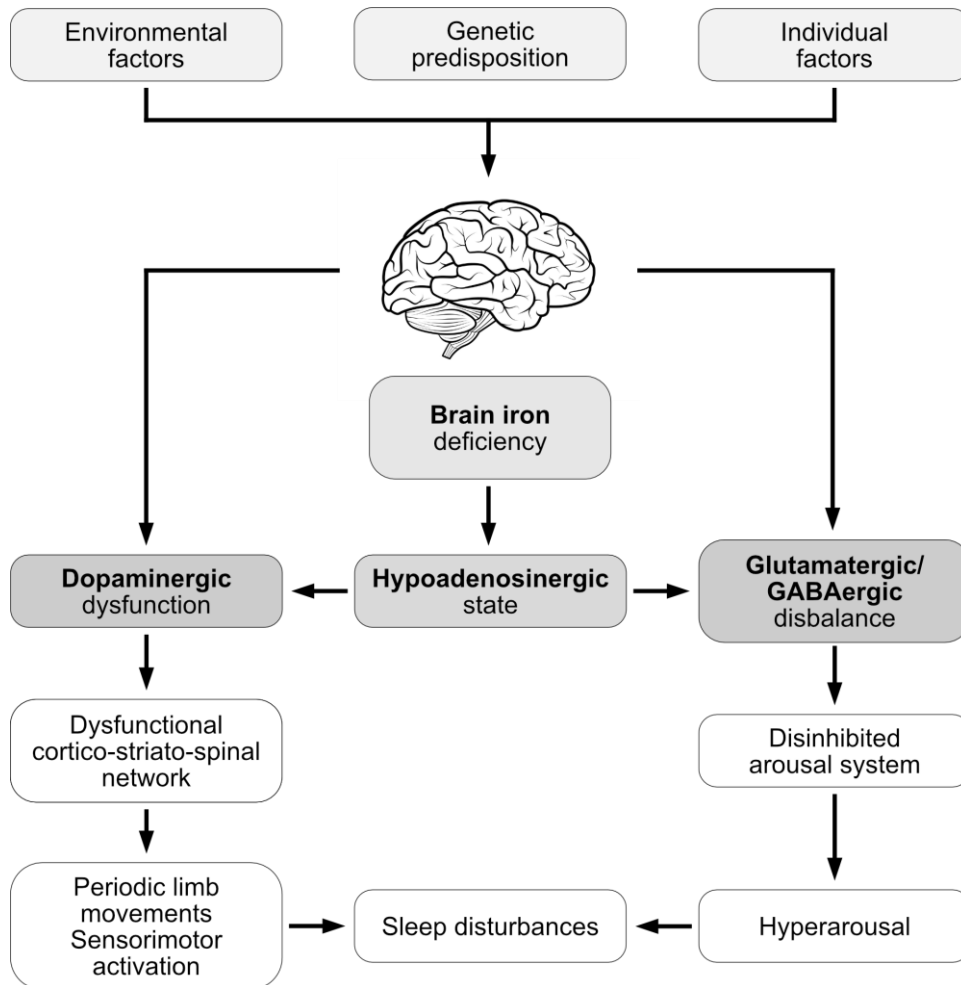 Environmental
factors
Genetic
predisposition
Individual
factors
Brain iron
deficiency
Dopaminergic
dysfunction
Hypoadenosinergic
state
Glutamatergic/
GABAergic
disbalance
Dysfunctional
cortico-striato-spinal
network
Disinhibited
arousal system
Periodic limb
movements
Sensorimotor
activation
Sleep disturbances
Hyperarousal